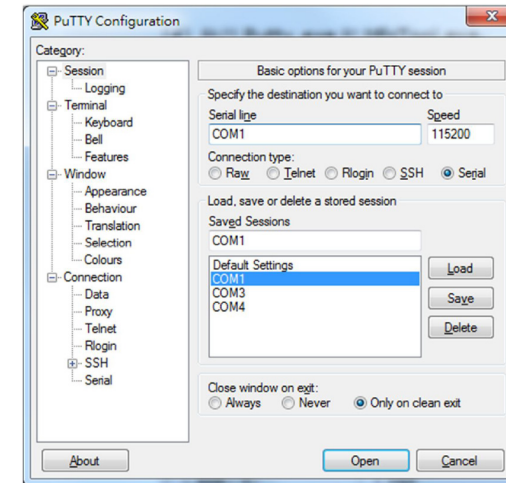 PuTTY Configuration
Category:
Session
Logging
Terminal
Keyboard
Bell
Features
Window
Appearance
Behaviour
Translation
Selection
Colours
Connection
Data
Proxy
Telnet
Rlogin
SSH
Serial
Basic options for your PuTTY session
Specify the destination you want to connect to
Serial line Speed
COM1 115200
Connection type:
Raw Telnet Rlogin SSH Serial
Load, save or delete a stored session
Saved Sessions
COM1
Default Settings
COM1
COM3
COM4
Load
Save
Delete
Close window on exit:
Always Never Only on clean exit
About Open Cancel